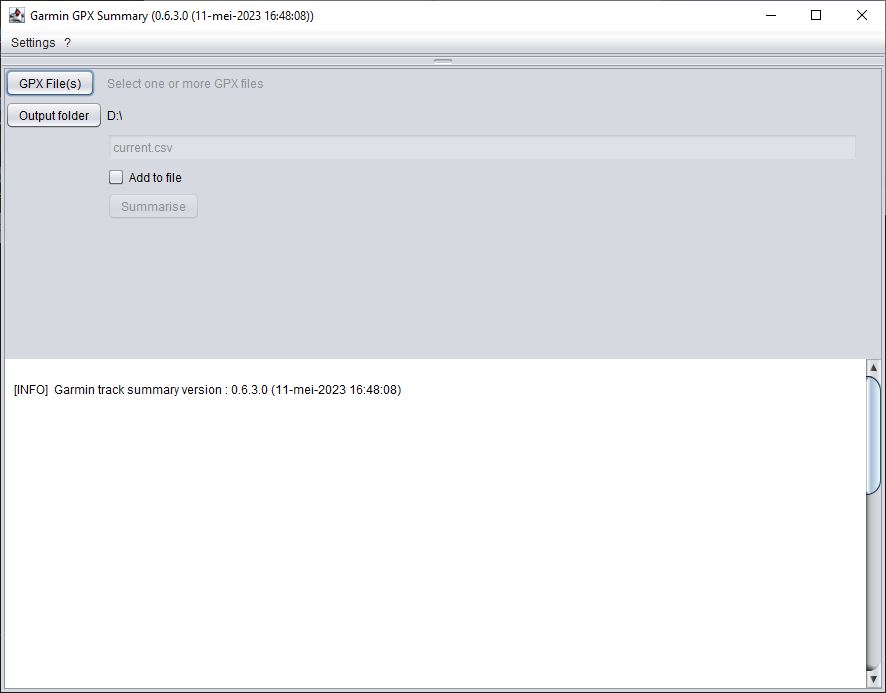 Garmin GPX Summary (0.6.3.0 (11-mei-2023 16:48:08))
Settings ?
GPX File(s) Select one or more GPX files
Output folder D:\
current.csv
Add to file
Summarise
[INFO] Garmin track summary version : 0.6.3.0 (11-mei-2023 16:48:08)